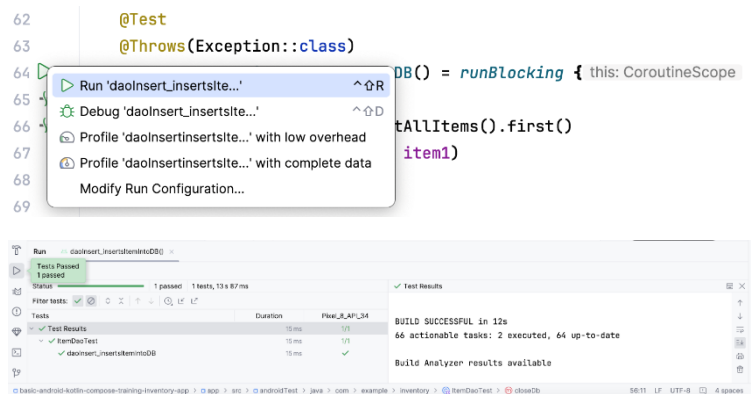 62 @Test
63 @Throws(Exception::class)
64 DB() = runBlocking { this: CoroutineScope
Run 'daoInsert_insertsIte...' ^⇧R
65
Debug 'daoInsert_insertsIte...' ^⇧D
66 tAllItems().first()
Profile 'daoInsertinsertsIte...' with low overhead
67 item1)
Profile 'daoInsertinsertsIte...' with complete data
68
Modify Run Configuration...
69
Run daoInsert_insertsItemIntoDB() ×
Tests Passed
1 passed
Status 1 passed 1 tests, 13 s 87 ms
Test Results
Filter tests:
Tests Duration Pixel_8_API_34
Test Results 15 ms 1/1
ItemDaoTest 15 ms 1/1
daoInsert_insertsItemIntoDB 15 ms
BUILD SUCCESSFUL in 12s
66 actionable tasks: 2 executed, 64 up-to-date
Build Analyzer results available
basic-android-kotlin-compose-training-inventory-app > app > src > androidTest > java > com > example > inventory > ItemDaoTest > closeDb 56:11 LF UTF-8 4 spaces